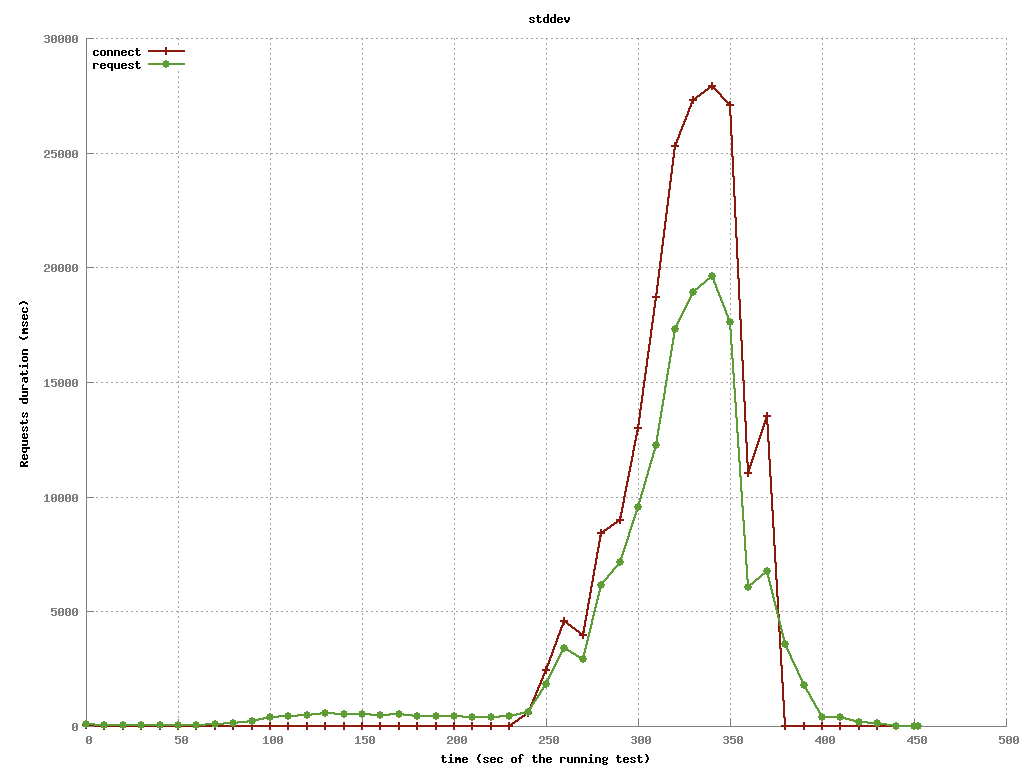 stddev
30000
connect
request
25000
20000
15000
10000
5000
0
Requests duration (msec)
0 50 100 150 200 250 300 350 400 450 500
time (sec of the running test)